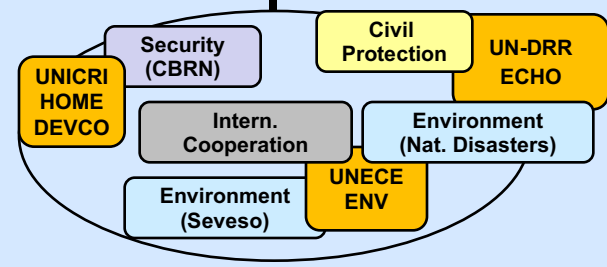 Security
(CBRN)
Civil
Protection
UN-DRR
ECHO
UNICRI
HOME
DEVCO
Intern.
Cooperation
Environment
(Nat. Disasters)
UNECE
ENV
Environment
(Seveso)